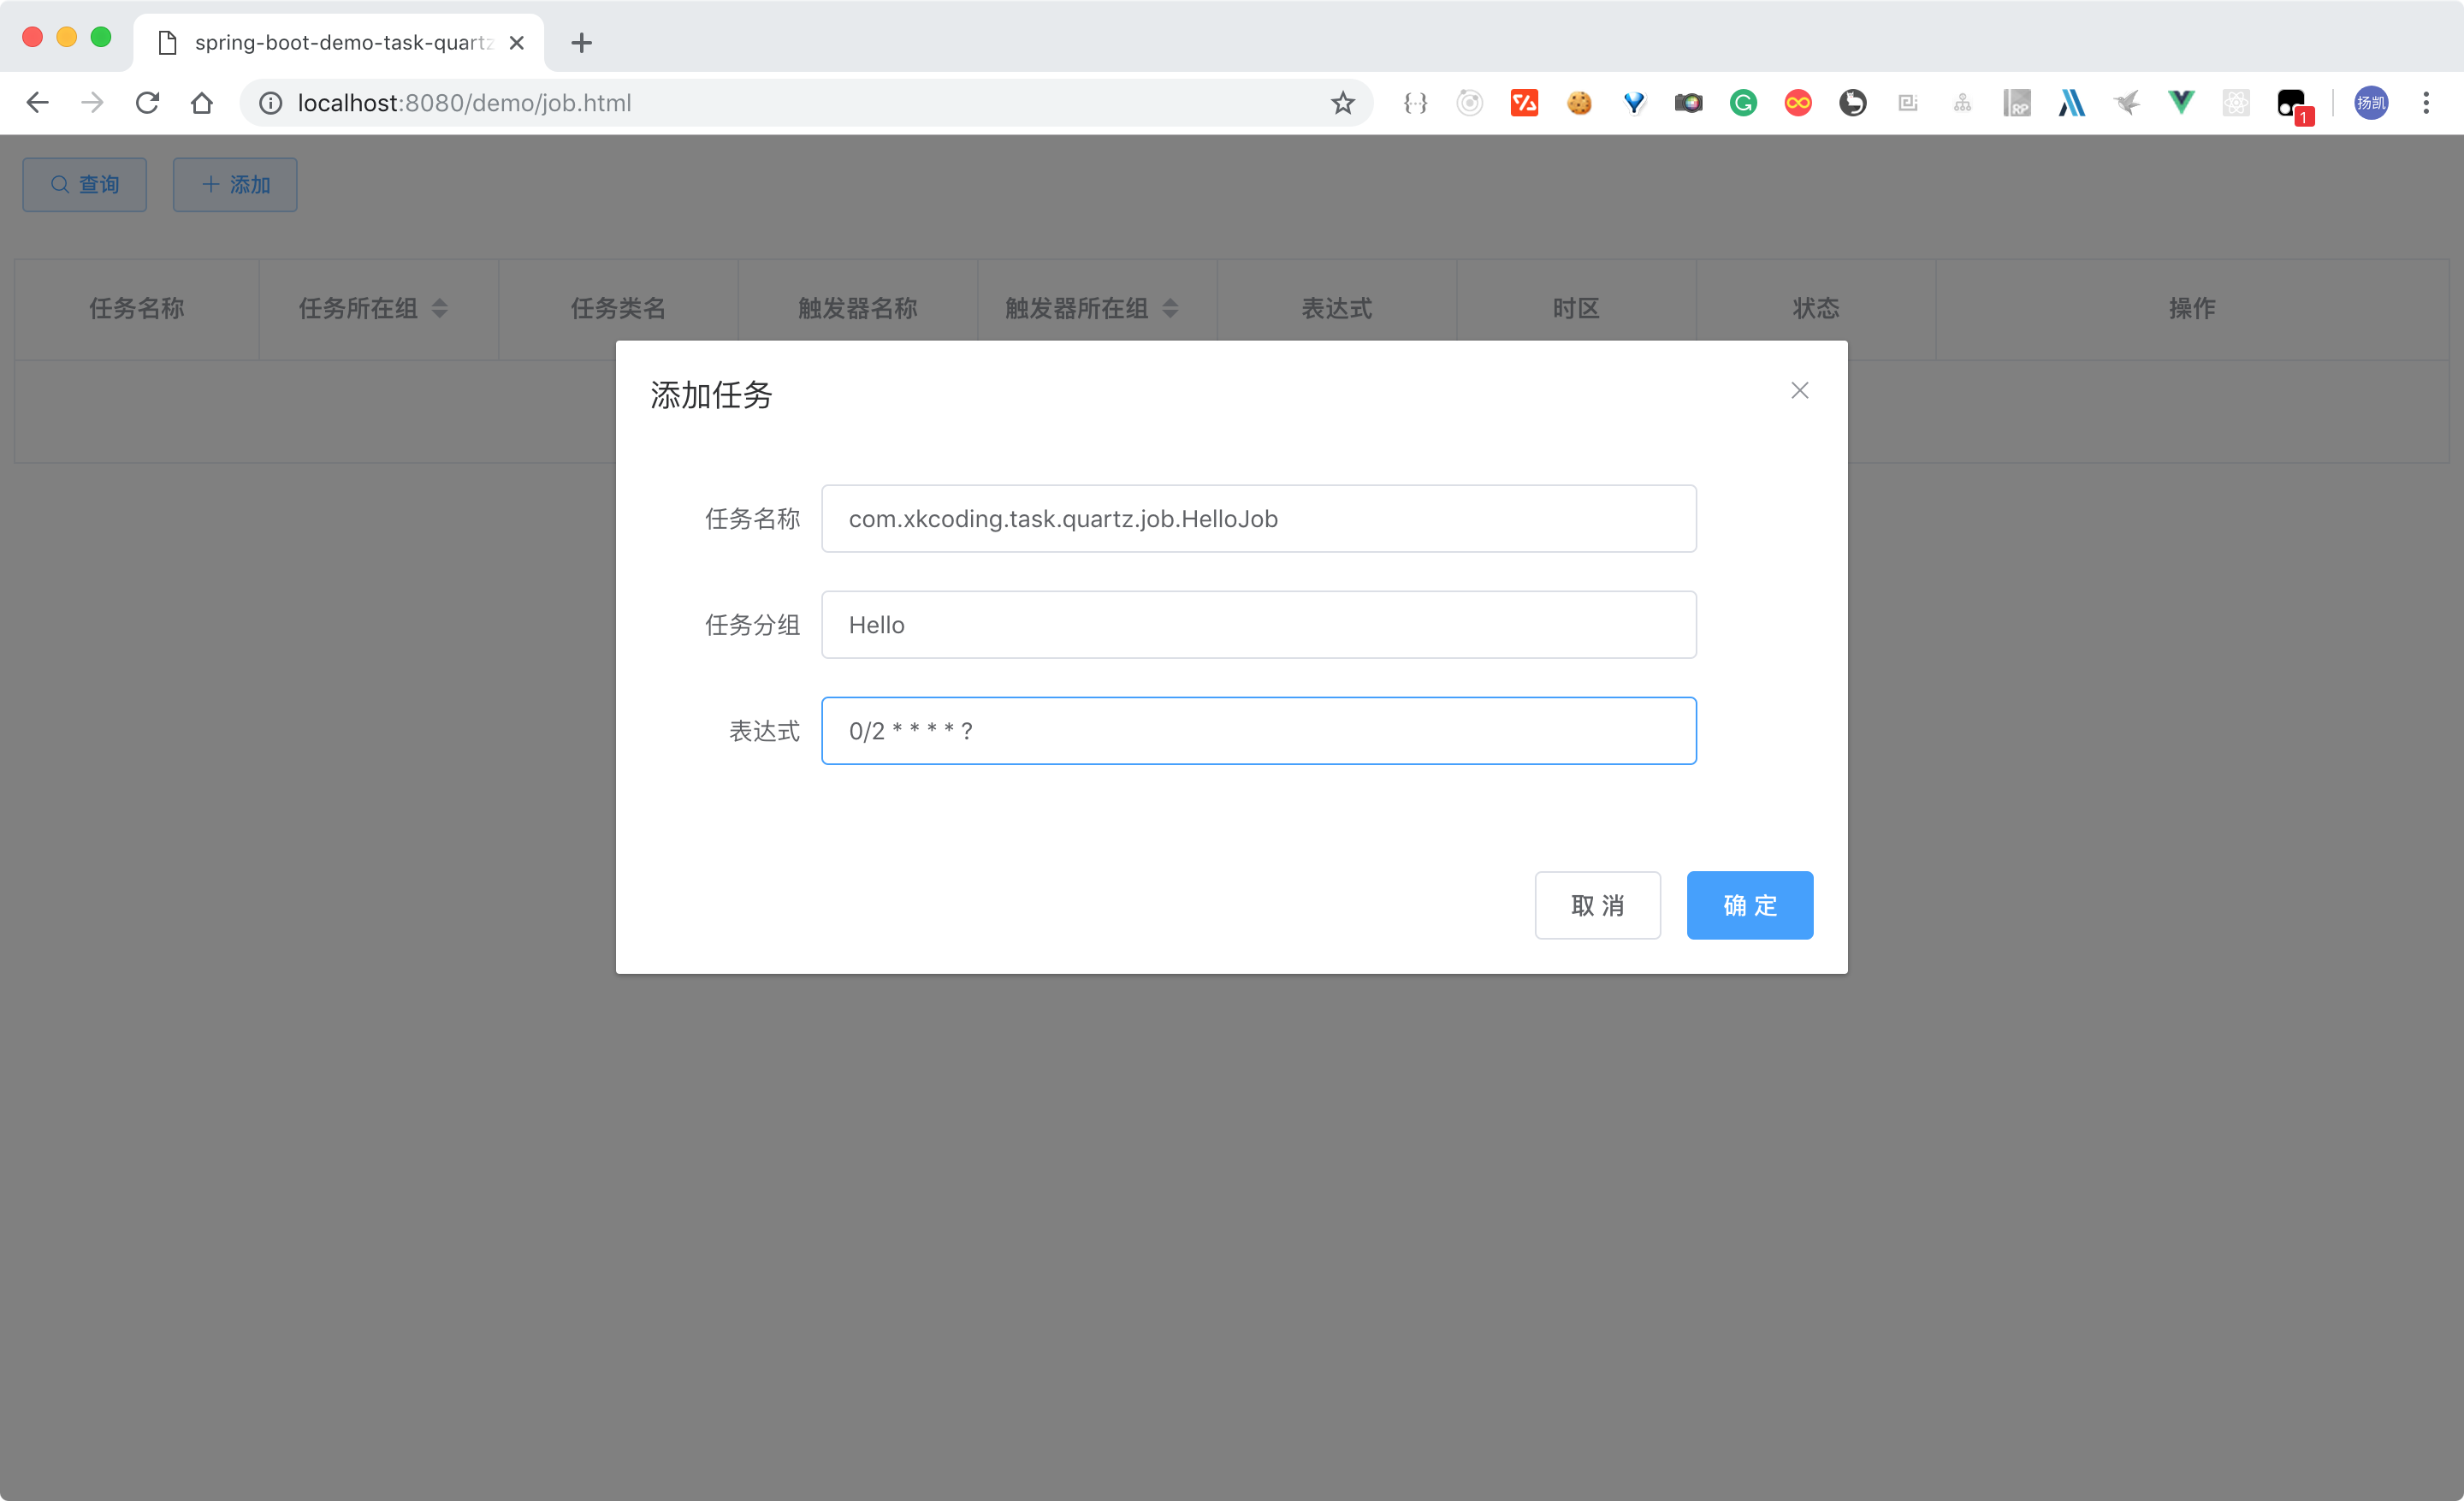 spring-boot-demo-task-quartz
localhost:8080/demo/job.html
RP
1
扬凯
查询
添加
任务名称 任务所在组 任务类名 触发器名称 触发器所在组 表达式 时区 状态 操作
添加任务
任务名称 com.xkcoding.task.quartz.job.HelloJob
任务分组 Hello
表达式 0/2 * * * * ?
取 消
确 定